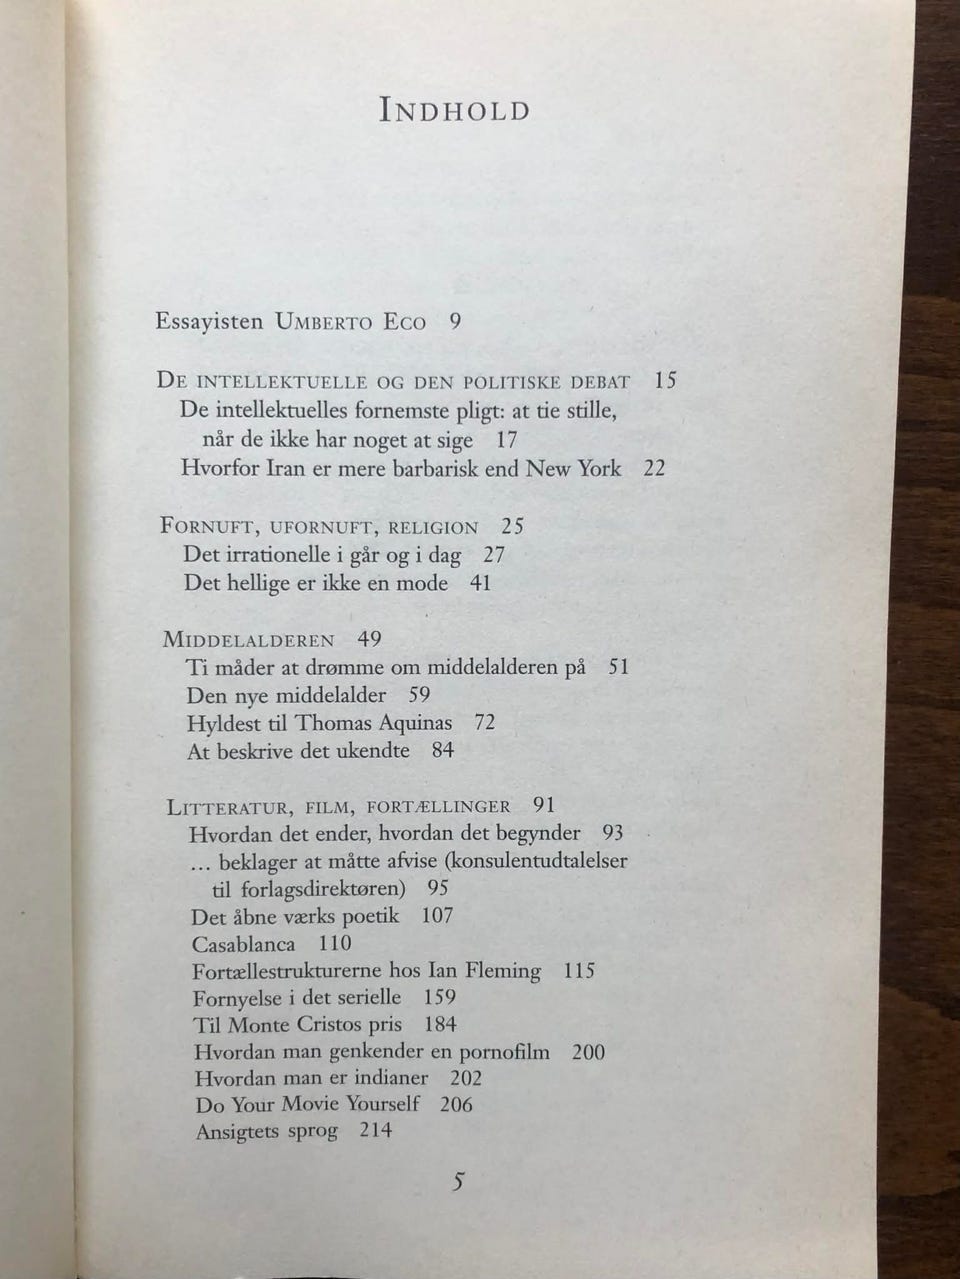 INDHOLD
Essayisten UMBERTO ECO 9
DE INTELLEKTUELLE OG DEN POLITISKE DEBAT 15
De intellektuelles fornemste pligt: at tie stille,
når de ikke har noget at sige 17
Hvorfor Iran er mere barbarisk end New York 22
FORNUFT, UFORNUFT, RELIGION 25
Det irrationelle i går og i dag 27
Det hellige er ikke en mode 41
MIDDELALDEREN 49
Ti måder at drømme om middelalderen på 51
Den nye middelalder 59
Hyldest til Thomas Aquinas 72
At beskrive det ukendte 84
LITTERATUR, FILM, FORTÆLLINGER 91
Hvordan det ender, hvordan det begynder 93
... beklager at måtte afvise (konsulentudtalelser
til forlagsdirektøren) 95
Det åbne værks poetik 107
Casablanca 110
Fortællestrukturerne hos Ian Fleming 115
Fornyelse i det serielle 159
Til Monte Cristos pris 184
Hvordan man genkender en pornofilm 200
Hvordan man er indianer 202
Do Your Movie Yourself 206
Ansigtets sprog 214
5